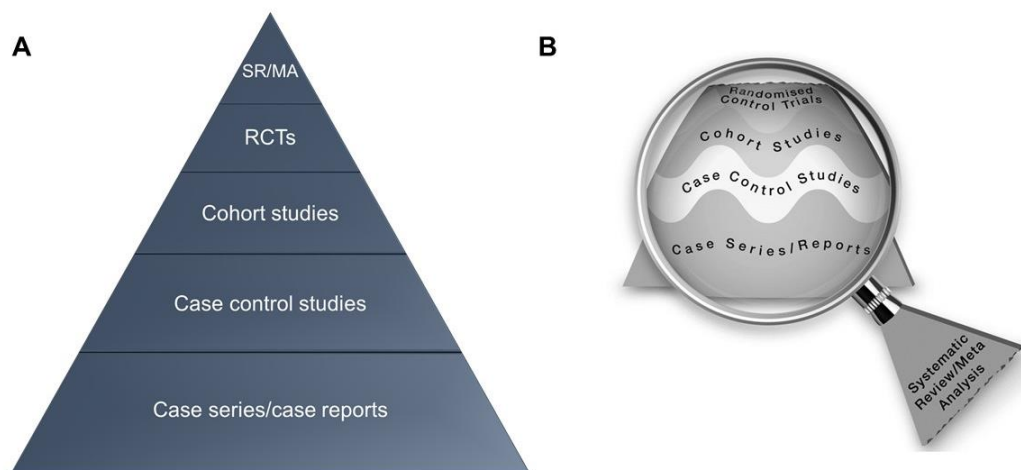 A
SR/MA
RCTs
Cohort studies
Case control studies
Case series/case reports
B
Randomised
Control Trials
Cohort Studies
Case Control Studies
Case Series/Reports
Systematic
Review/Meta
Analysis